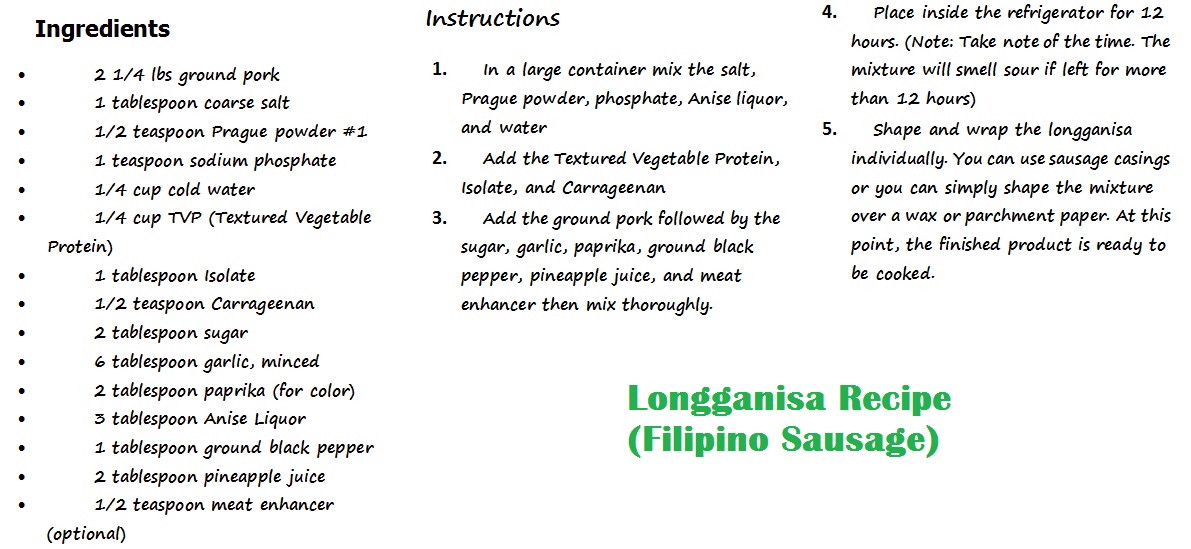 Ingredients
• 2 1/4 lbs ground pork
• 1 tablespoon coarse salt
• 1/2 teaspoon Prague powder #1
• 1 teaspoon sodium phosphate
• 1/4 cup cold water
• 1/4 cup TVP (Textured Vegetable
Protein)
• 1 tablespoon Isolate
• 1/2 teaspoon Carrageenan
• 2 tablespoon sugar
• 6 tablespoon garlic, minced
• 2 tablespoon paprika (for color)
• 3 tablespoon Anise Liquor
• 1 tablespoon ground black pepper
• 2 tablespoon pineapple juice
• 1/2 teaspoon meat enhancer
(optional)
Instructions
1. In a large container mix the salt,
Prague powder, phosphate, Anise liquor,
and water
2. Add the Textured Vegetable Protein,
Isolate, and Carrageenan
3. Add the ground pork followed by the
sugar, garlic, paprika, ground black
pepper, pineapple juice, and meat
enhancer then mix thoroughly.
4. Place inside the refrigerator for 12
hours. (Note: Take note of the time. The
mixture will smell sour if left for more
than 12 hours)
5. Shape and wrap the longganisa
individually. You can use sausage casings
or you can simply shape the mixture
over a wax or parchment paper. At this
point, the finished product is ready to
be cooked.
Longganisa Recipe
(Filipino Sausage)